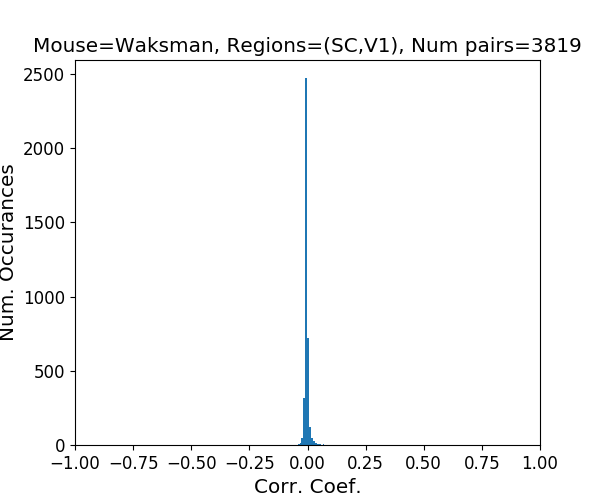 Mouse=Waksman, Regions=(SC,V1), Num pairs=3819
2500
2000
1500
1000
500
0
Num. Occurances
−1.00 −0.75 −0.50 −0.25 0.00 0.25 0.50 0.75 1.00
Corr. Coef.